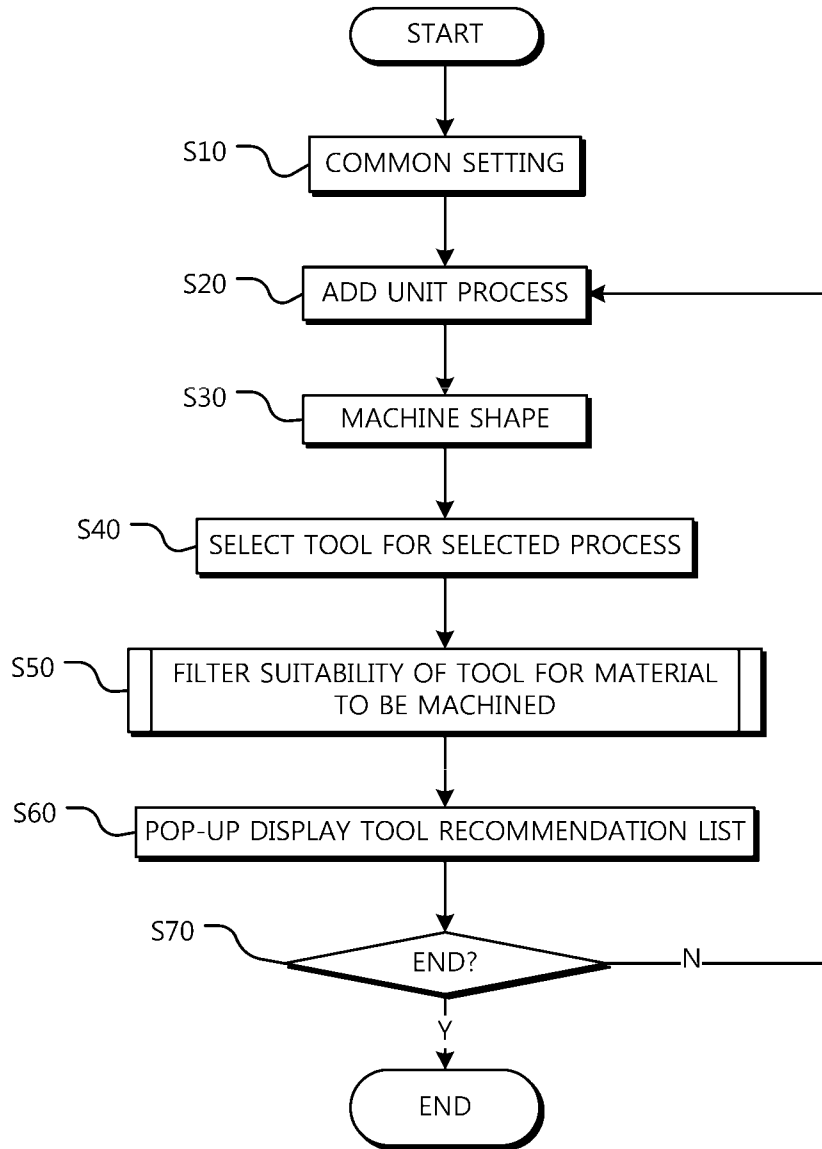 START
S10
COMMON SETTING
S20
ADD UNIT PROCESS
S30
MACHINE SHAPE
S40
SELECT TOOL FOR SELECTED PROCESS
S50
FILTER SUITABILITY OF TOOL FOR MATERIAL
TO BE MACHINED
S60
POP-UP DISPLAY TOOL RECOMMENDATION LIST
S70
END?
N
Y
END